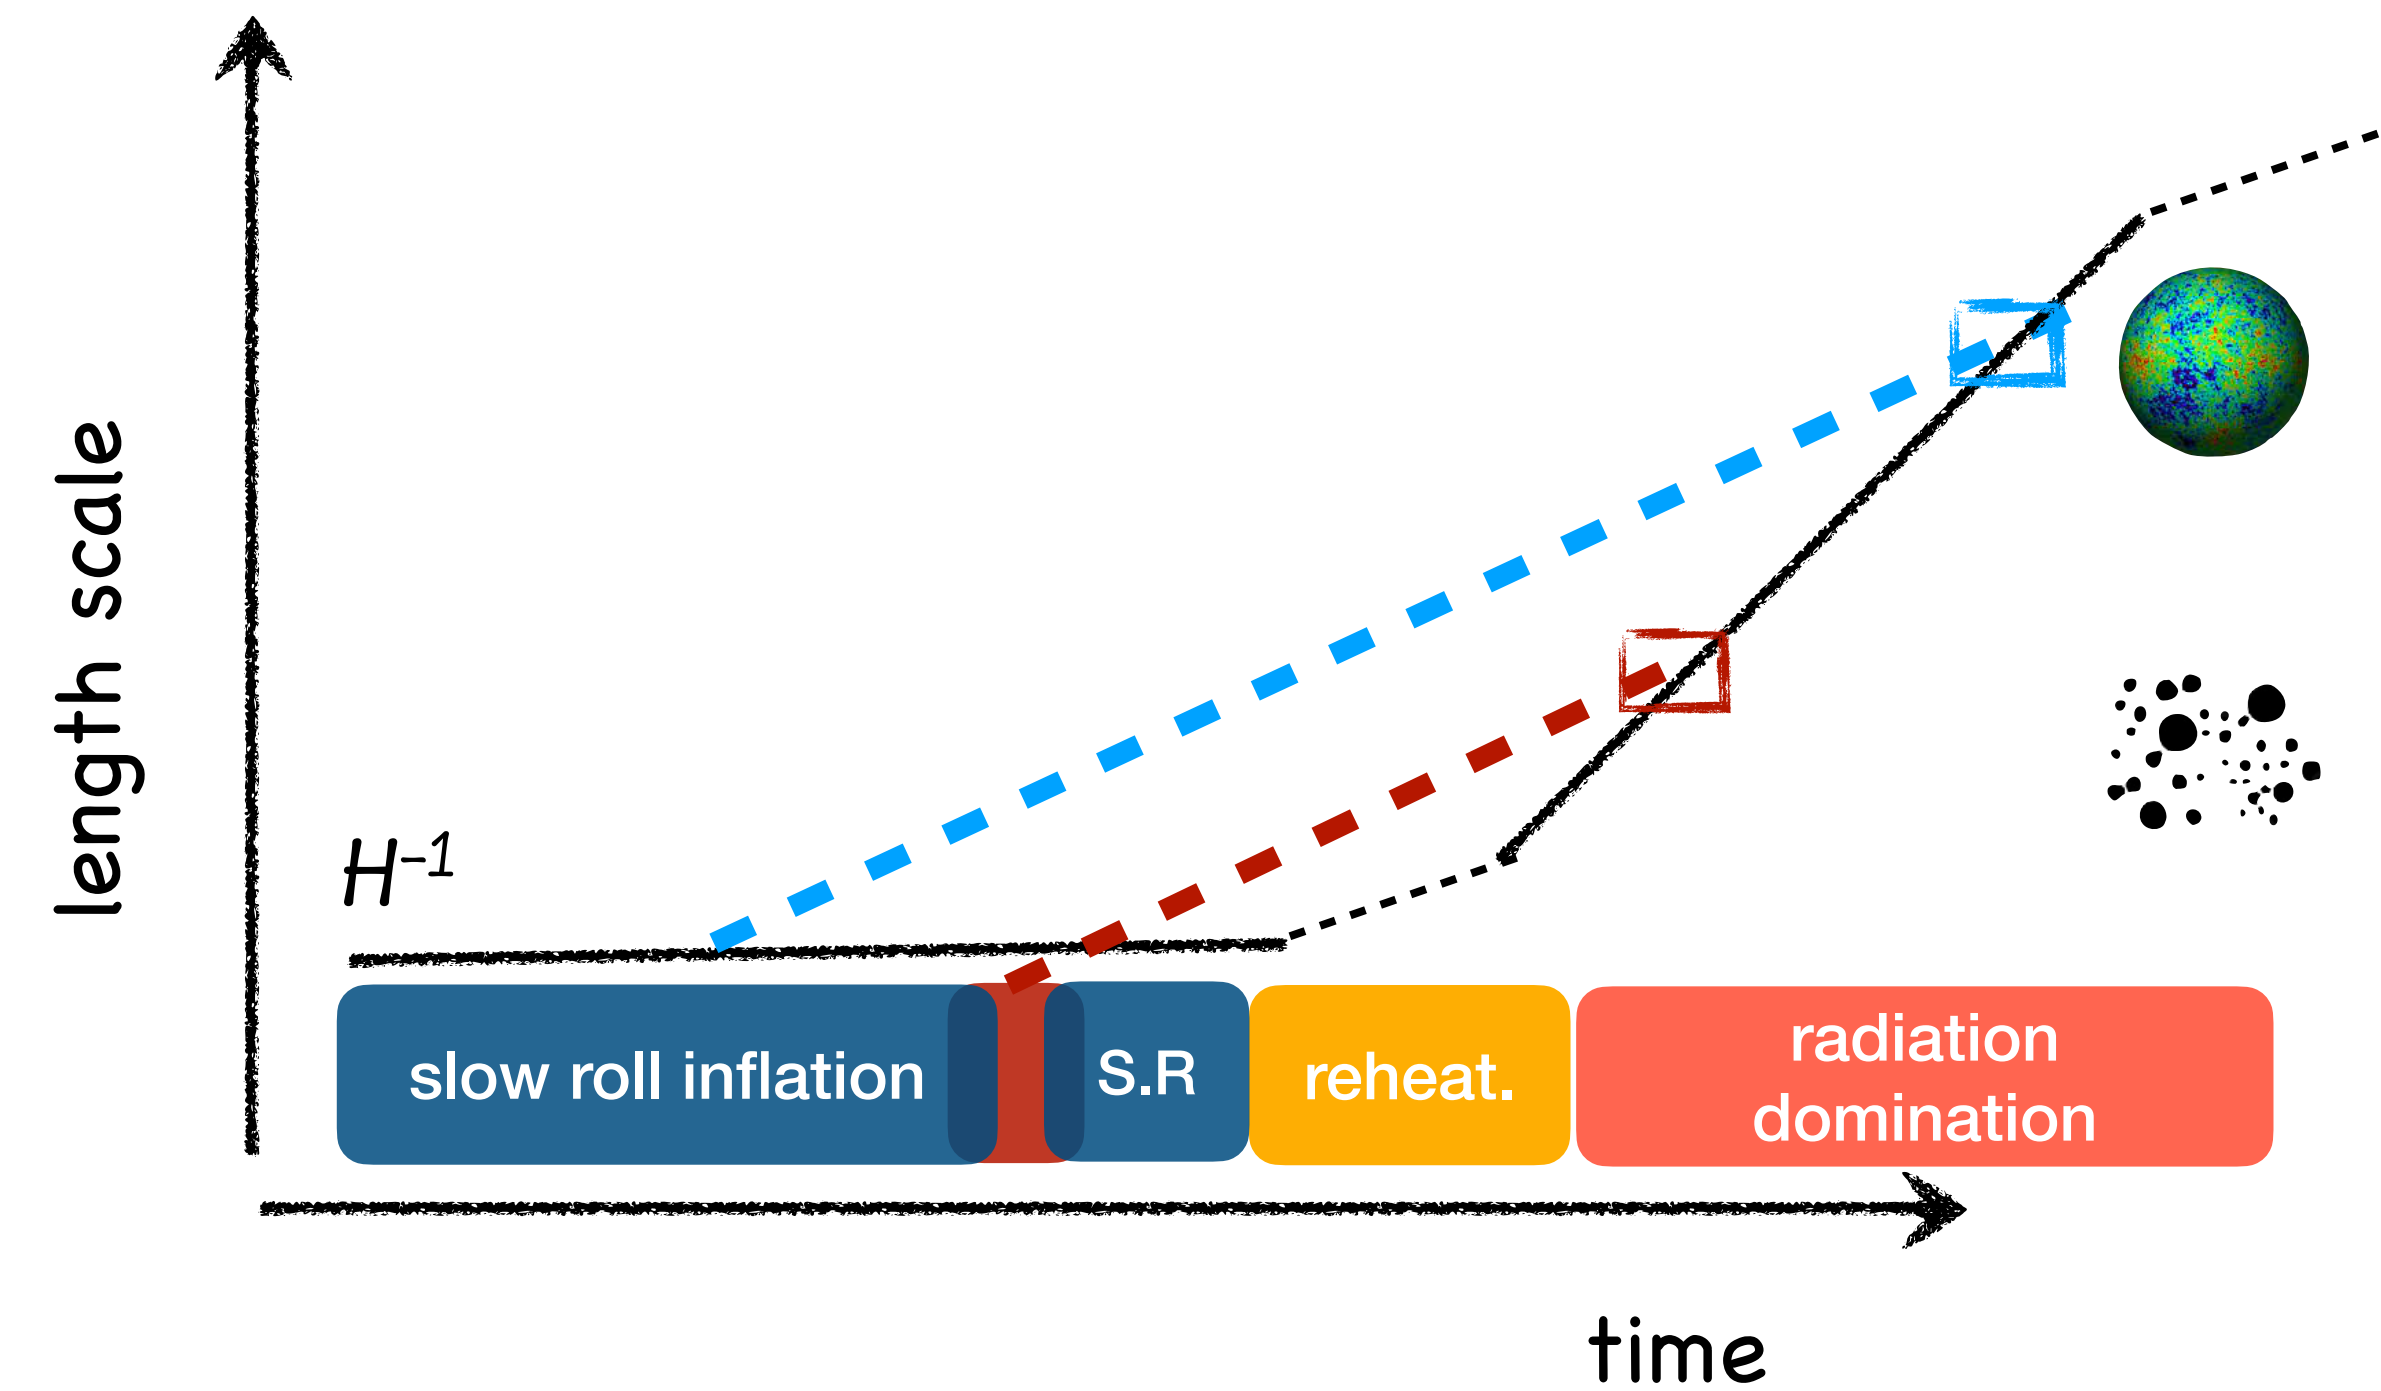 length scale
H⁻¹
slow roll inflation
S.R
reheat.
radiation
domination
time